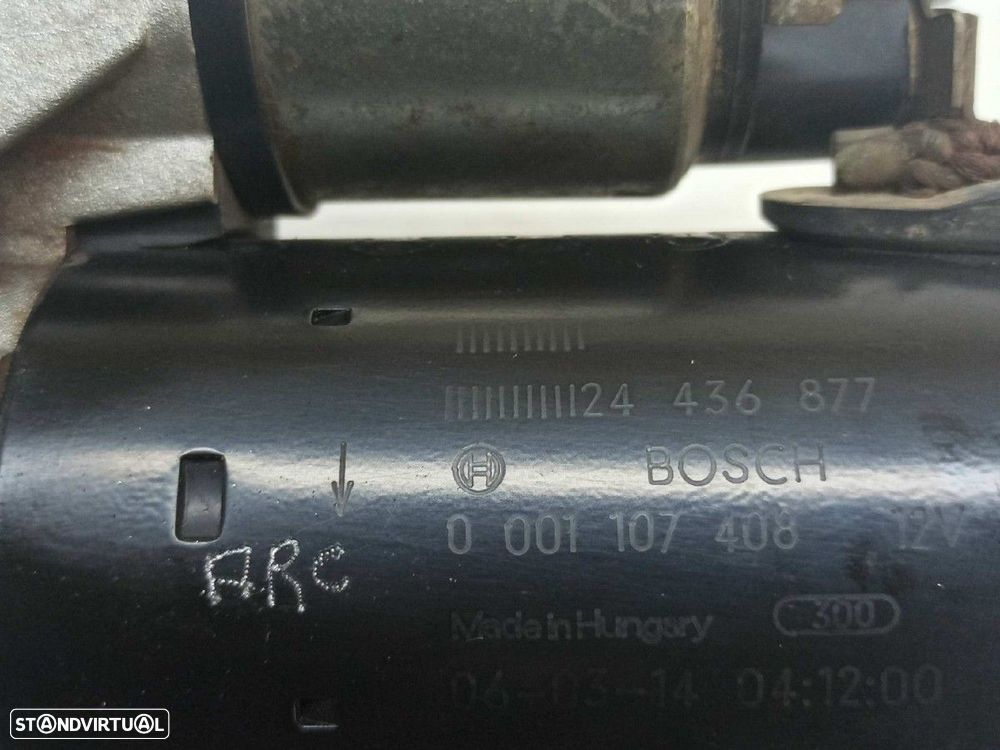 24 436 877
BOSCH
0 001 107 408 12V
ARC
Made in Hungary 300
06-03-14 04:12:00
STANDVIRTUAL